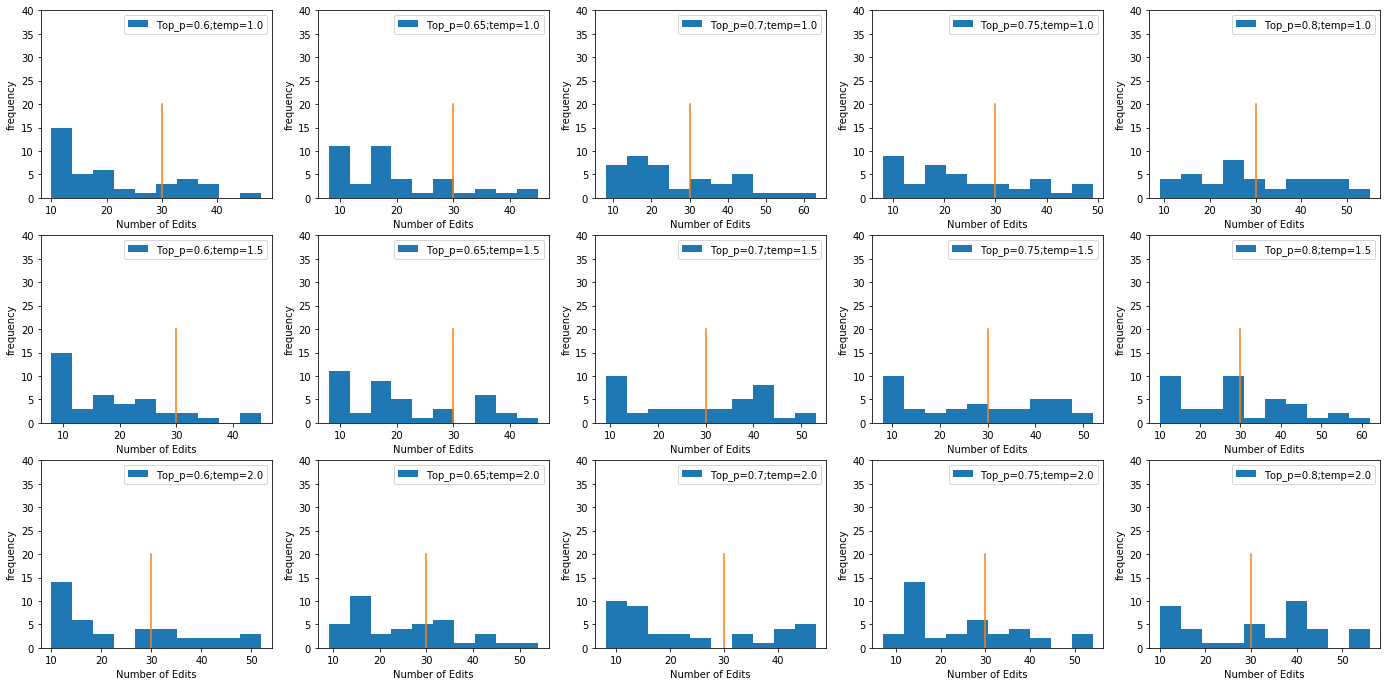 Top_p=0.6;temp=1.0
frequency
40
35
30
25
20
15
10
5
0
10 20 30 40
Number of Edits
Top_p=0.65;temp=1.0
frequency
40
35
30
25
20
15
10
5
0
10 20 30 40
Number of Edits
Top_p=0.7;temp=1.0
frequency
40
35
30
25
20
15
10
5
0
10 20 30 40 50 60
Number of Edits
Top_p=0.75;temp=1.0
frequency
40
35
30
25
20
15
10
5
0
10 20 30 40 50
Number of Edits
Top_p=0.8;temp=1.0
frequency
40
35
30
25
20
15
10
5
0
10 20 30 40 50
Number of Edits
Top_p=0.6;temp=1.5
frequency
40
35
30
25
20
15
10
5
0
10 20 30 40
Number of Edits
Top_p=0.65;temp=1.5
frequency
40
35
30
25
20
15
10
5
0
10 20 30 40
Number of Edits
Top_p=0.7;temp=1.5
frequency
40
35
30
25
20
15
10
5
0
10 20 30 40 50
Number of Edits
Top_p=0.75;temp=1.5
frequency
40
35
30
25
20
15
10
5
0
10 20 30 40 50
Number of Edits
Top_p=0.8;temp=1.5
frequency
40
35
30
25
20
15
10
5
0
10 20 30 40 50 60
Number of Edits
Top_p=0.6;temp=2.0
frequency
40
35
30
25
20
15
10
5
0
10 20 30 40 50
Number of Edits
Top_p=0.65;temp=2.0
frequency
40
35
30
25
20
15
10
5
0
10 20 30 40 50
Number of Edits
Top_p=0.7;temp=2.0
frequency
40
35
30
25
20
15
10
5
0
10 20 30 40
Number of Edits
Top_p=0.75;temp=2.0
frequency
40
35
30
25
20
15
10
5
0
10 20 30 40 50
Number of Edits
Top_p=0.8;temp=2.0
frequency
40
35
30
25
20
15
10
5
0
10 20 30 40 50
Number of Edits